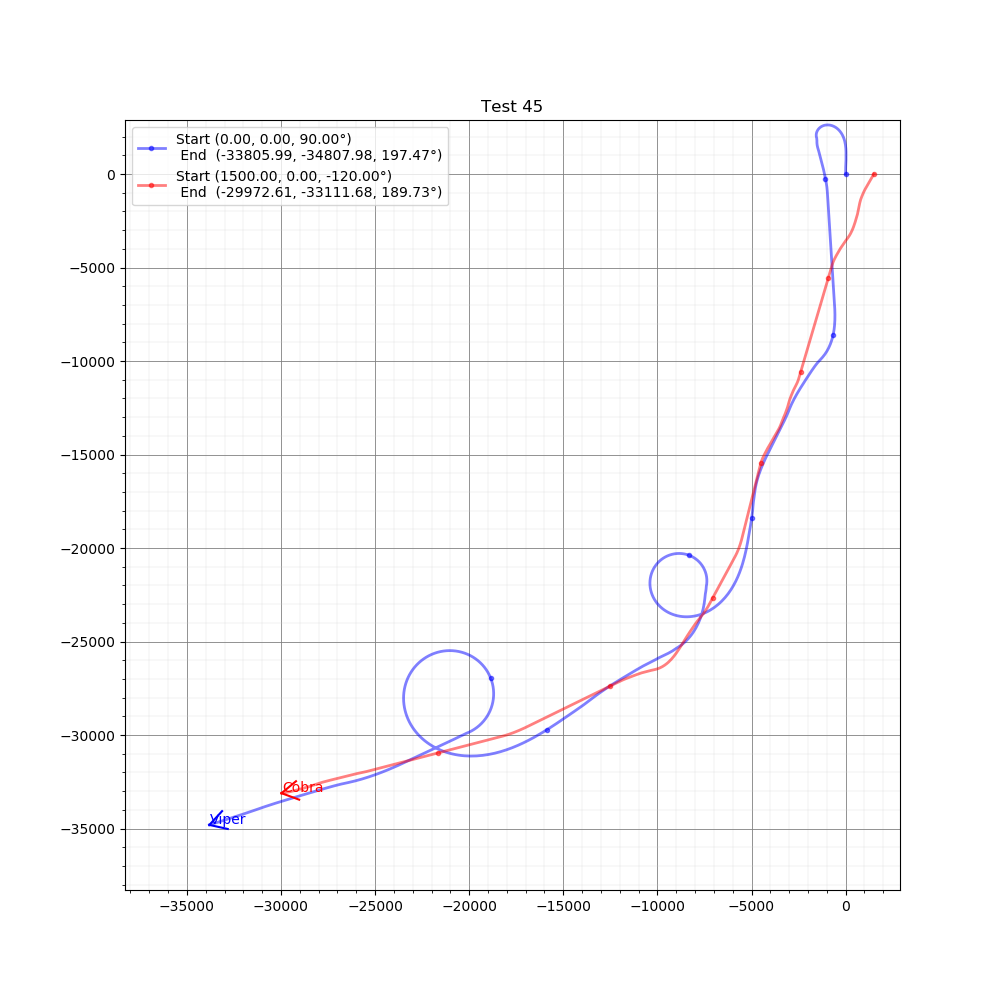 Test 45
Start (0.00, 0.00, 90.00°)
End  (-33805.99, -34807.98, 197.47°)
Start (1500.00, 0.00, -120.00°)
End  (-29972.61, -33111.68, 189.73°)
0
−5000
−10000
−15000
−20000
−25000
−30000
−35000
Cobra
Viper
−35000 −30000 −25000 −20000 −15000 −10000 −5000 0